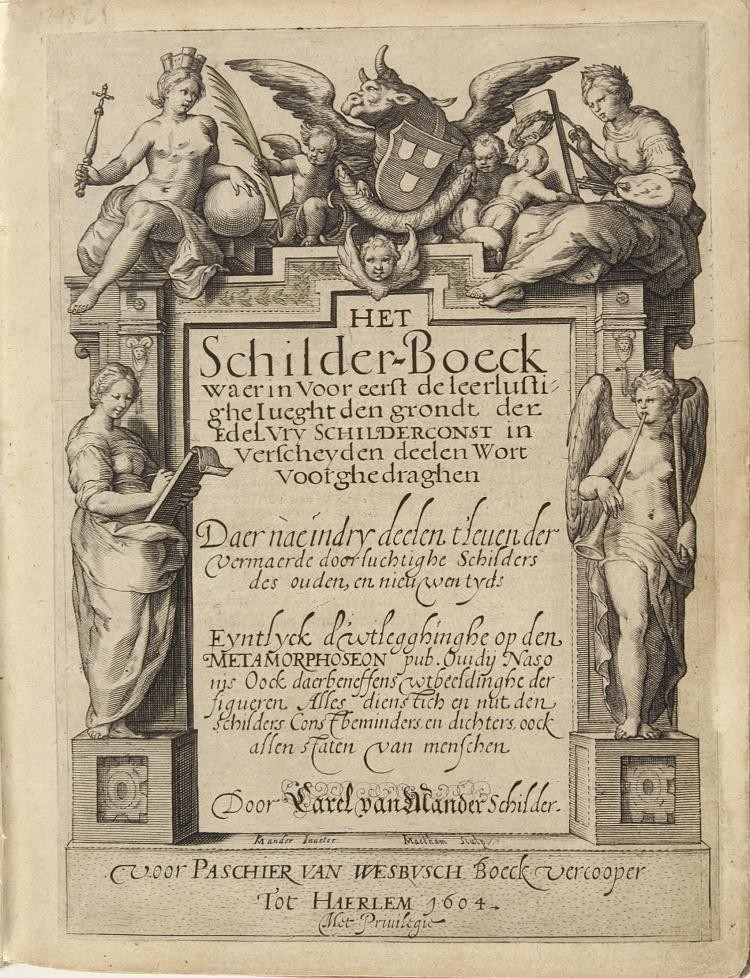 HET
Schilder-Boeck
waer in Voor eerst de leerlusti-
ghe Iueght den grondt der
Edel Vry SCHILDERCONST in
Verscheyden deelen Wort
Voorghedraghen
Daer nae in dry deelen t'leuen der
vermaerde doorluchtighe Schilders
des ouden, en nieuwen tyds
Eyntlyck d'wtlegghinghe op den
METAMORPHOSEON pub. Ouidij Naso
nis Oock daerbeneffens wtbeeldinghe der
figueren Alles dienstich en nut den
schilders Constbeminders en dichters, oock
allen staten van menschen
Door Carel van Mander Schilder
Mander Inuetor Matham Sculp.
voor PASCHIER VAN WESBVSCH Boeck vercooper
Tot HAERLEM 1604.
Met Priuilegie